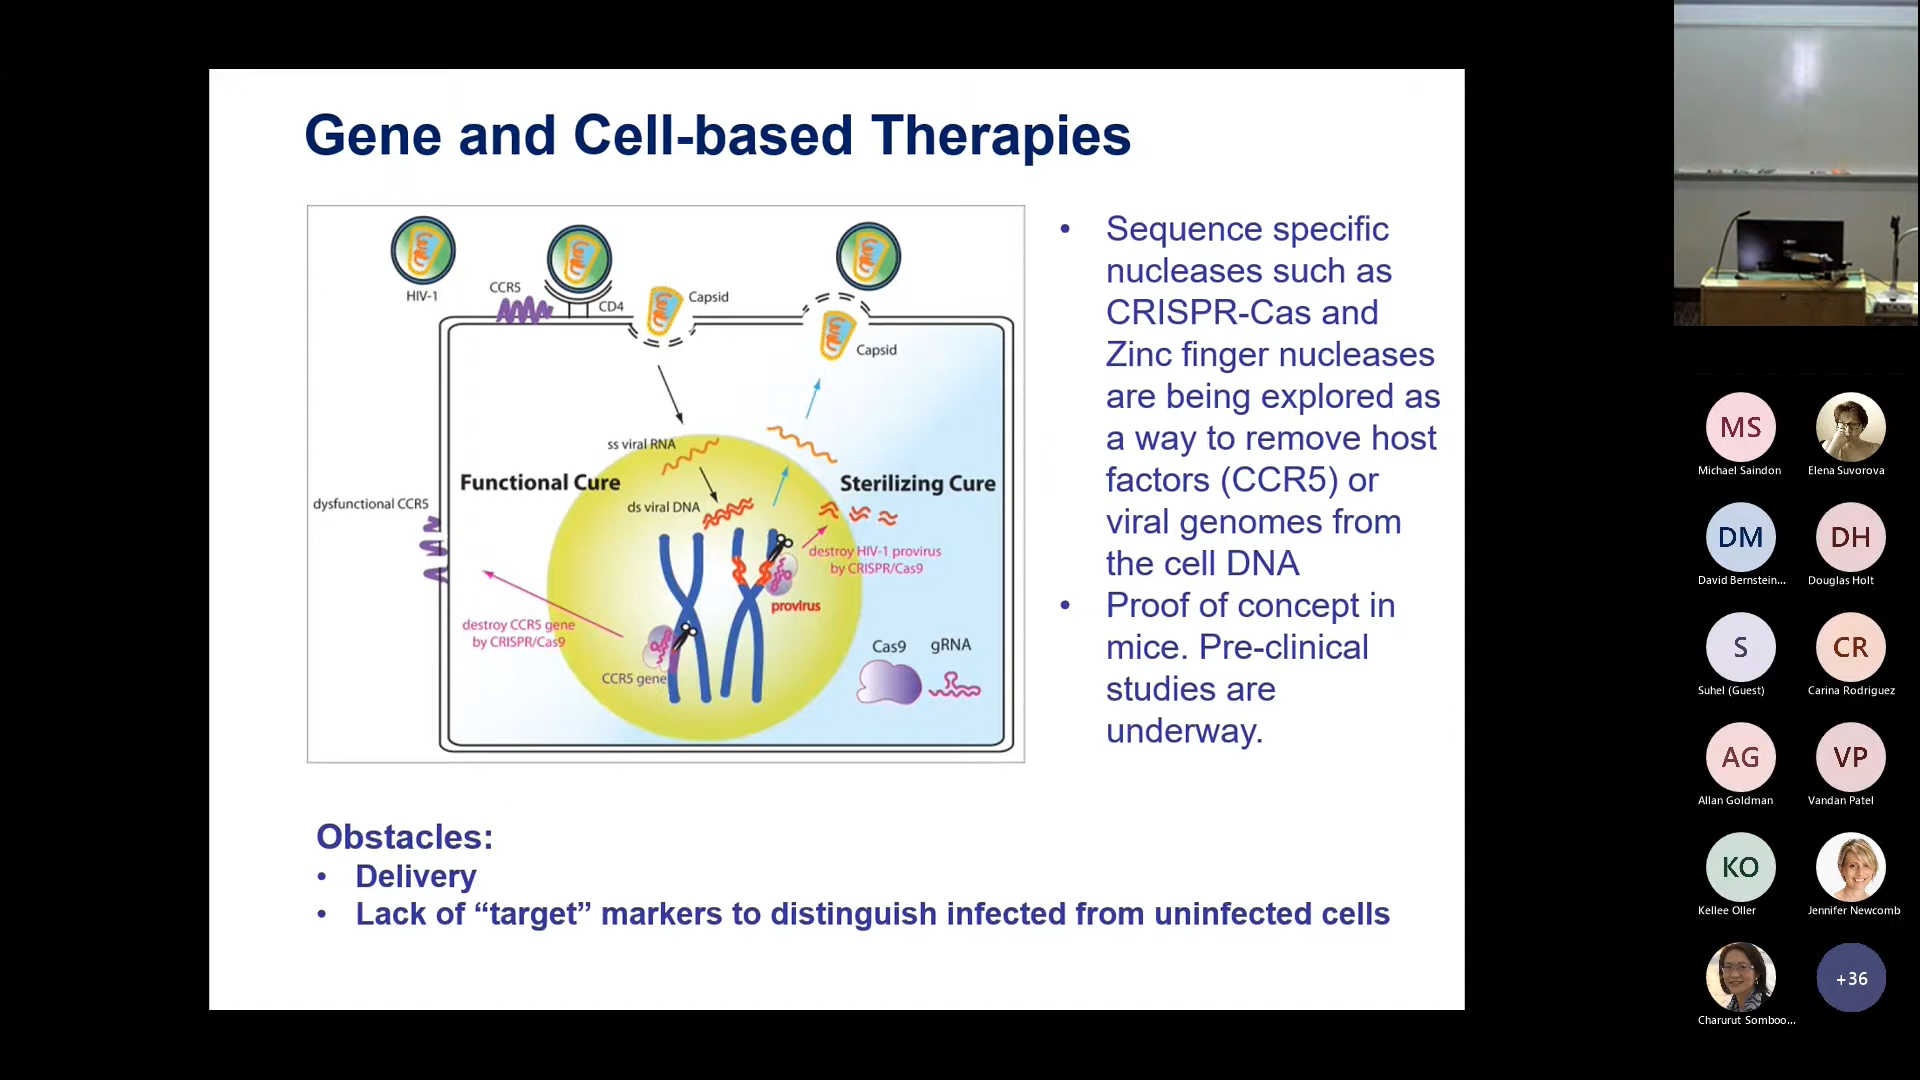 Gene and Cell-based Therapies
HIV-1
CCR5
CD4
Capsid
Capsid
ss viral RNA
Functional Cure
Sterilizing Cure
dysfunctional CCR5
ds viral DNA
destroy HIV-1 provirus
by CRISPR/Cas9
provirus
destroy CCR5 gene
by CRISPR/Cas9
CCR5 gene
Cas9
gRNA
• Sequence specific
nucleases such as
CRISPR-Cas and
Zinc finger nucleases
are being explored as
a way to remove host
factors (CCR5) or
viral genomes from
the cell DNA
• Proof of concept in
mice. Pre-clinical
studies are
underway.
Obstacles:
• Delivery
• Lack of “target” markers to distinguish infected from uninfected cells
MS
Michael Saindon
Elena Suvorova
DM
David Bernstein...
DH
Douglas Holt
S
Suhel (Guest)
CR
Carina Rodriguez
AG
Allan Goldman
VP
Vandan Patel
KO
Kellee Oller
Jennifer Newcomb
Charurut Somboo...
+36